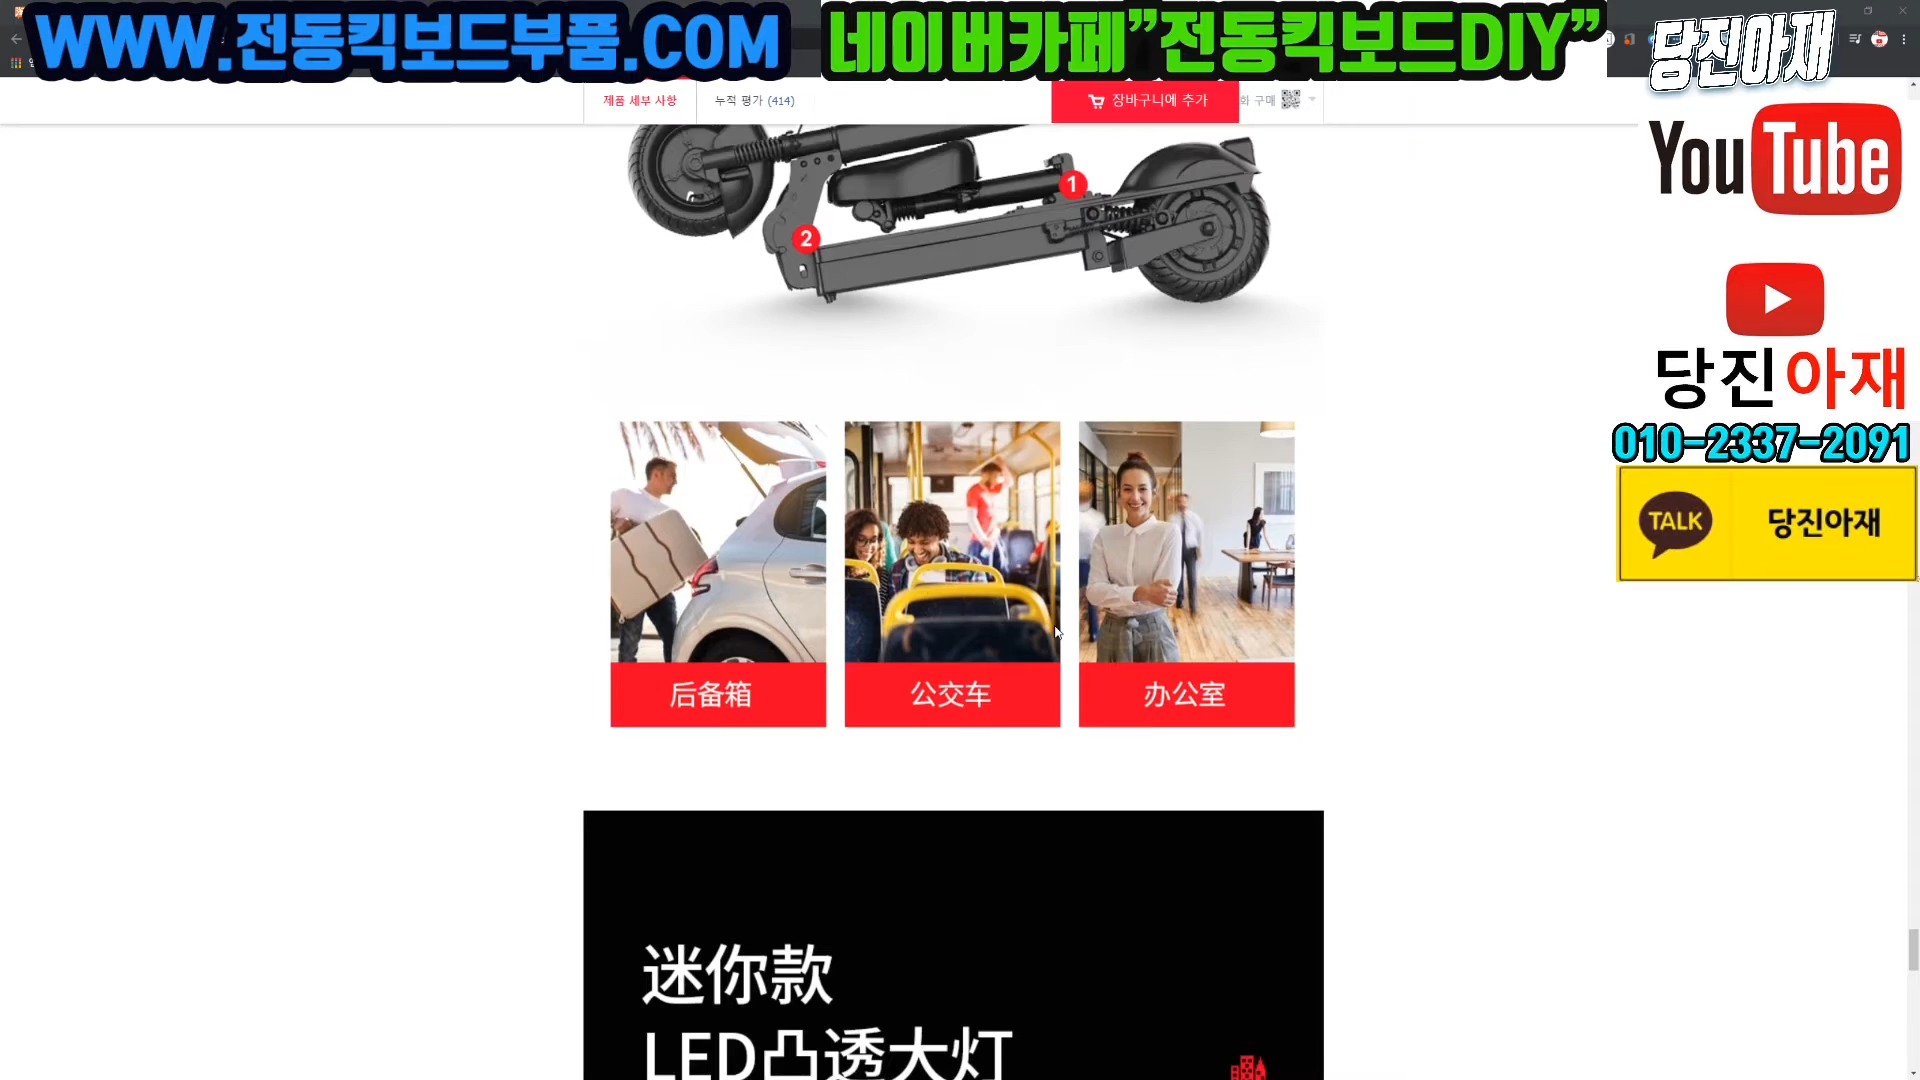 WWW.전동킥보드부품.COM
네이버카페"전동킥보드DIY"
당진아재
제품 세부 사항
누적 평가 (414)
장바구니에 추가
화 구매
YouTube
1
2
당진아재
010-2337-2091
TALK
당진아재
后备箱
公交车
办公室
迷你款
LED凸透大灯